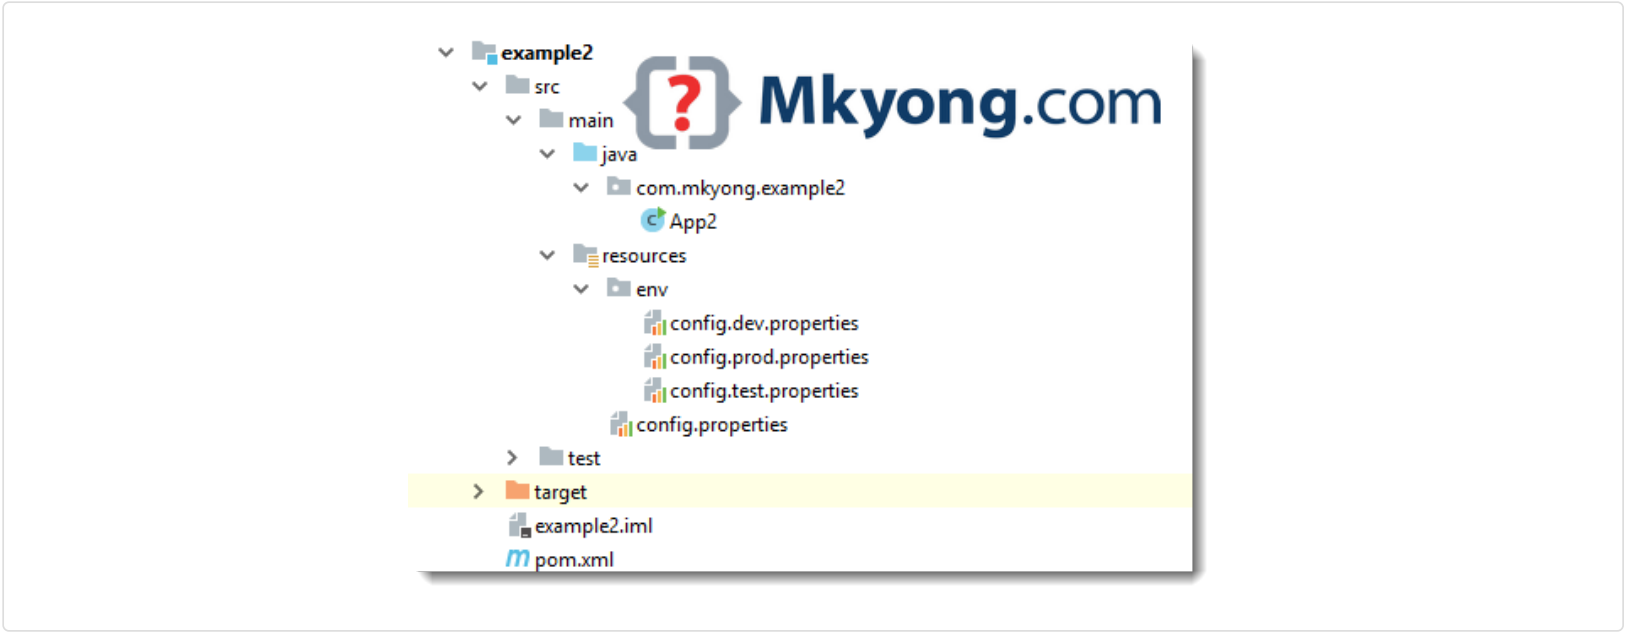 example2
src
Mkyong.com
main
java
com.mkyong.example2
App2
resources
env
config.dev.properties
config.prod.properties
config.test.properties
config.properties
test
target
example2.iml
pom.xml